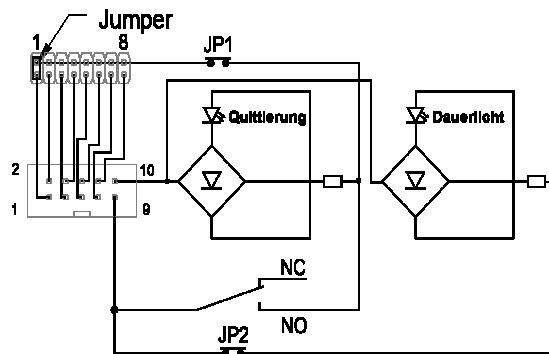 Jumper
1
8
JP1
Quittierung
Dauerlicht
2
10
1
9
NC
NO
JP2